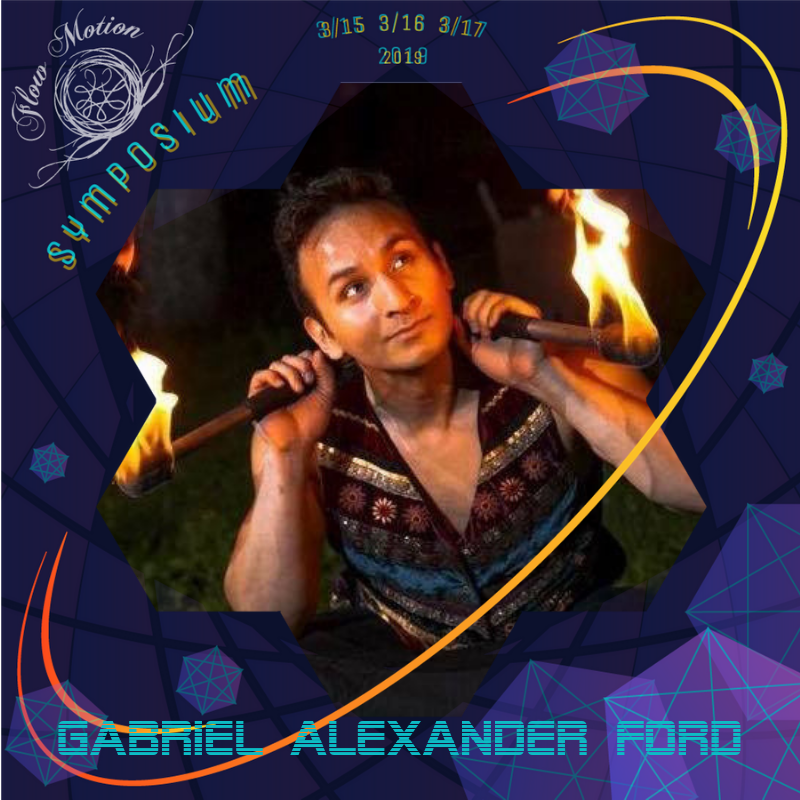 Flow Motion
SYMPOSIUM
3/15 3/16 3/17
2019
GABRIEL ALEXANDER FORD